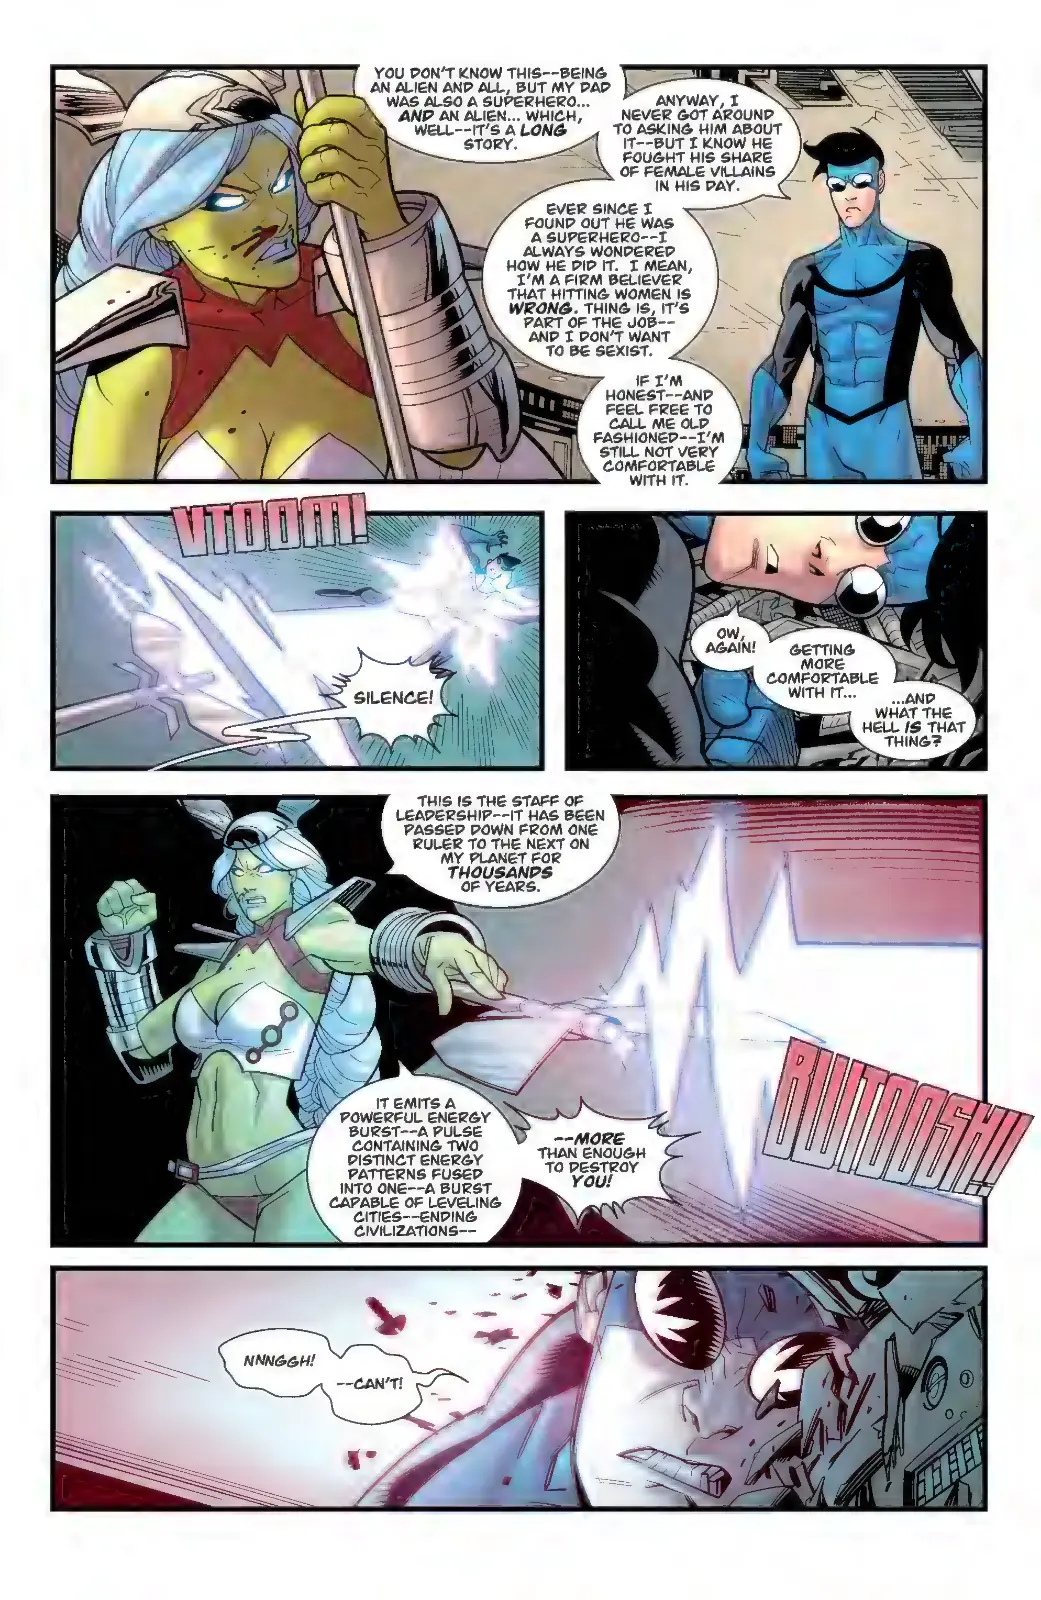 YOU DON'T KNOW THIS--BEING
AN ALIEN AND ALL, BUT MY DAD
WAS ALSO A SUPERHERO...
AND AN ALIEN... WHICH,
WELL--IT'S A LONG
STORY.
ANYWAY, I
NEVER GOT AROUND
TO ASKING HIM ABOUT
IT--BUT I KNOW HE
FOUGHT HIS SHARE
OF FEMALE VILLAINS
IN HIS DAY.
EVER SINCE I
FOUND OUT HE WAS
A SUPERHERO--I
ALWAYS WONDERED
HOW HE DID IT. I MEAN,
I'M A FIRM BELIEVER
THAT HITTING WOMEN IS
WRONG. THING IS, IT'S
PART OF THE JOB--
AND I DON'T WANT
TO BE SEXIST.
IF I'M
HONEST--AND
FEEL FREE TO
CALL ME OLD
FASHIONED--I'M
STILL NOT VERY
COMFORTABLE
WITH IT.
VTOOM!
SILENCE!
OW,
AGAIN!
GETTING
MORE
COMFORTABLE
WITH IT...
...AND
WHAT THE
HELL IS THAT
THING?
THIS IS THE STAFF OF
LEADERSHIP--IT HAS BEEN
PASSED DOWN FROM ONE
RULER TO THE NEXT ON
MY PLANET FOR
THOUSANDS
OF YEARS.
IT EMITS A
POWERFUL ENERGY
BURST--A PULSE
CONTAINING TWO
DISTINCT ENERGY
PATTERNS FUSED
INTO ONE--A BURST
CAPABLE OF LEVELING
CITIES--ENDING
CIVILIZATIONS--
--MORE
THAN ENOUGH
TO DESTROY
YOU!
BWTOOSH!!
NNNGGH!
--CAN'T!